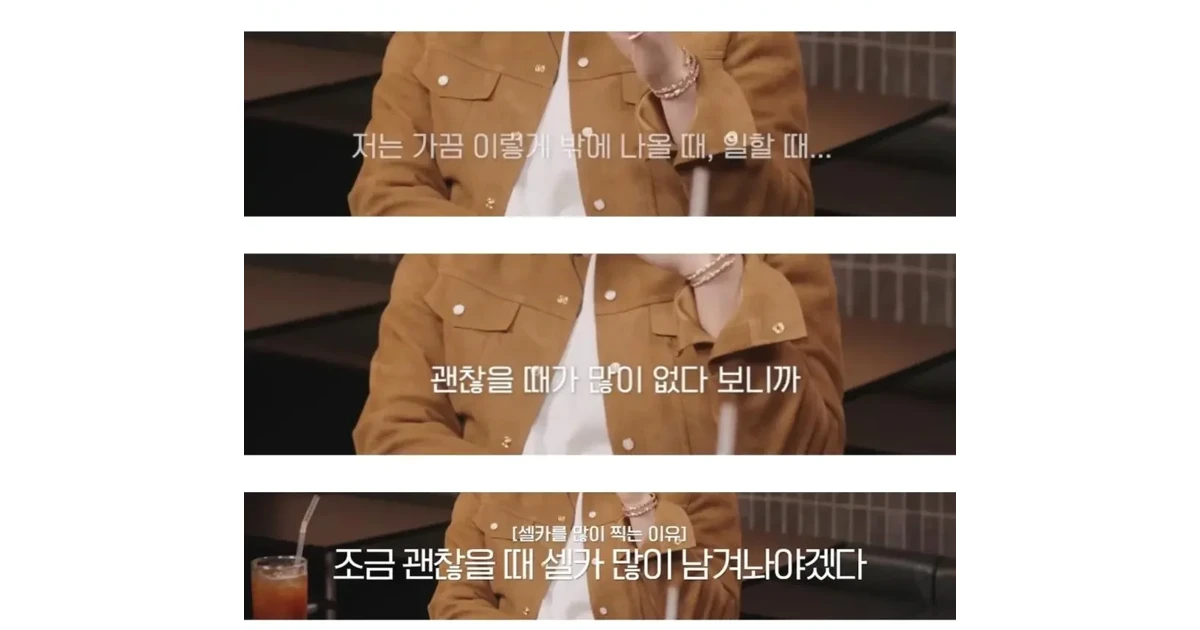 저는 가끔 이렇게 밖에 나올 때, 일할 때...
괜찮을 때가 많이 없다 보니까
[셀카를 많이 찍는 이유]
조금 괜찮을 때 셀카 많이 남겨놔야겠다